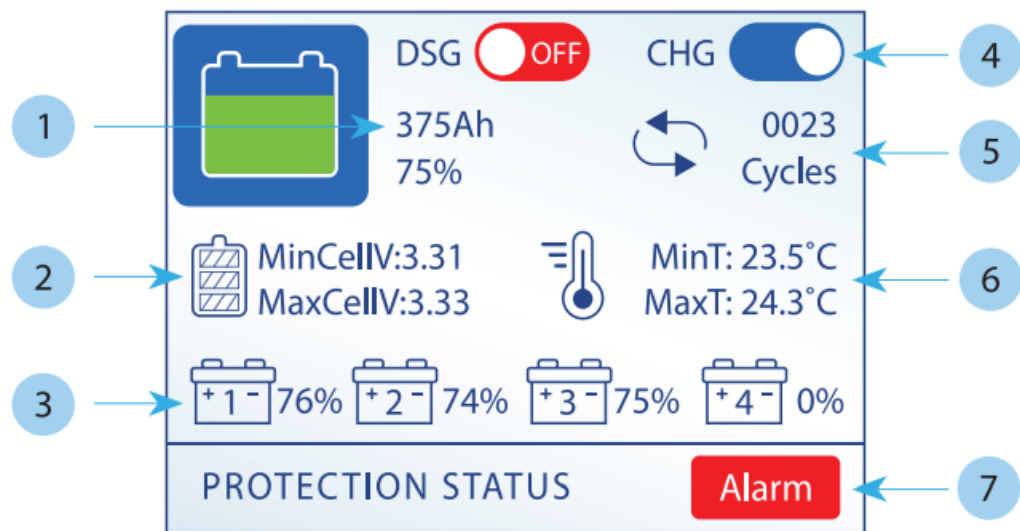 DSG OFF CHG
4
1
375Ah
75%
0023
Cycles
5
2
MinCellV:3.31
MaxCellV:3.33
MinT: 23.5°C
MaxT: 24.3°C
6
3
+ 1 - 76%
+ 2 - 74%
+ 3 - 75%
+ 4 - 0%
PROTECTION STATUS
Alarm
7